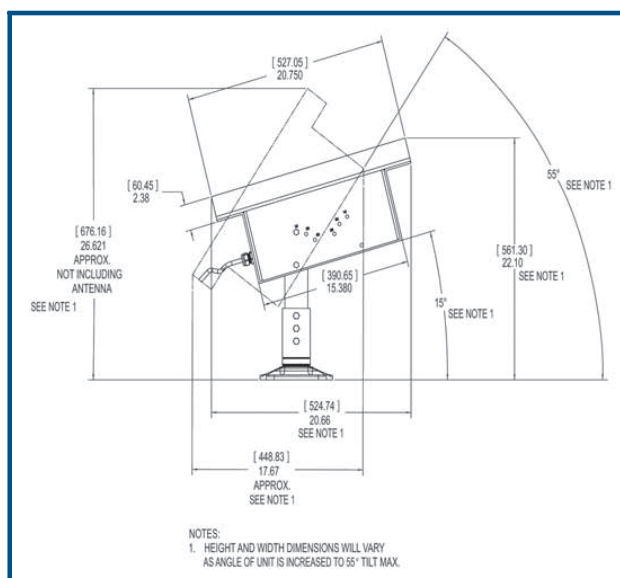 [ 527.05 ]
20.750
[ 60.45 ]
2.38
55°
SEE NOTE 1
[ 676.16 ]
26.621
APPROX.
NOT INCLUDING
ANTENNA
SEE NOTE 1
[ 561.30 ]
22.10
SEE NOTE 1
[ 390.65 ]
15.380
15°
SEE NOTE 1
[ 524.74 ]
20.66
SEE NOTE 1
[ 448.83 ]
17.67
APPROX.
SEE NOTE 1
NOTES:
1. HEIGHT AND WIDTH DIMENSIONS WILL VARY
AS ANGLE OF UNIT IS INCREASED TO 55° TILT MAX.